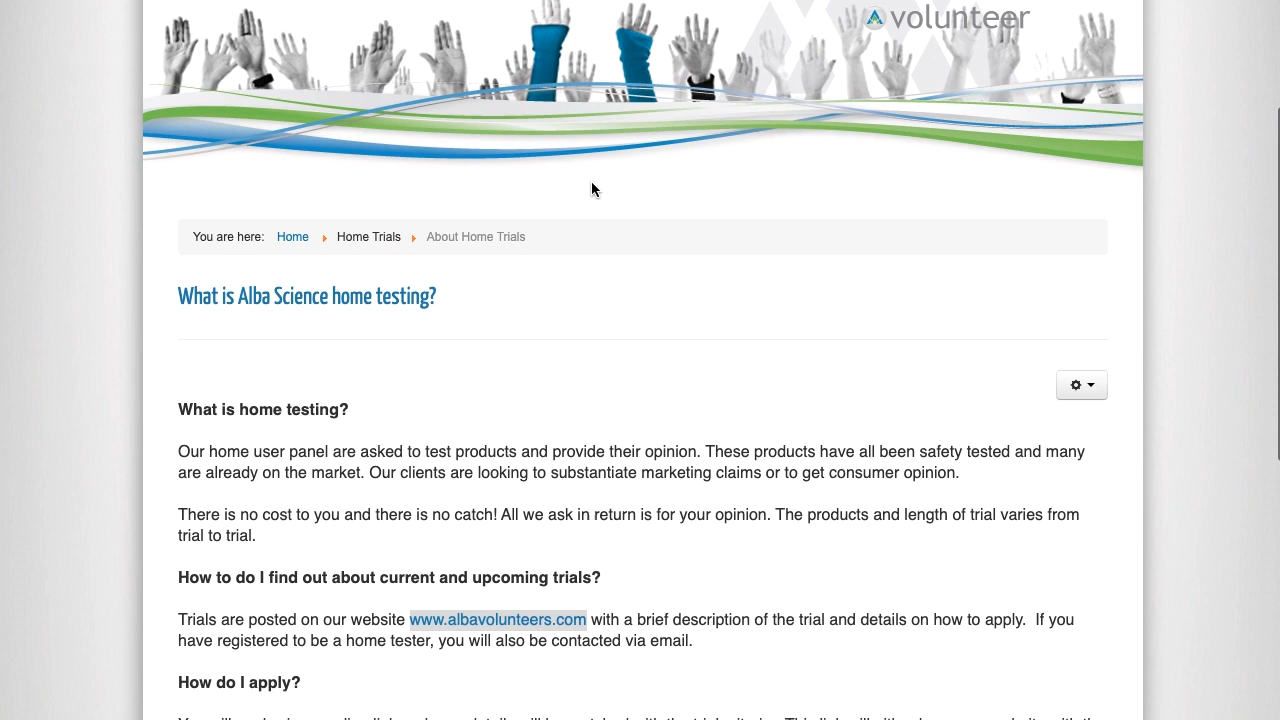 volunteer
You are here: Home Home Trials About Home Trials
What is Alba Science home testing?
What is home testing?
Our home user panel are asked to test products and provide their opinion. These products have all been safety tested and many
are already on the market. Our clients are looking to substantiate marketing claims or to get consumer opinion.
There is no cost to you and there is no catch! All we ask in return is for your opinion. The products and length of trial varies from
trial to trial.
How to do I find out about current and upcoming trials?
Trials are posted on our website www.albavolunteers.com with a brief description of the trial and details on how to apply.  If you
have registered to be a home tester, you will also be contacted via email.
How do I apply?